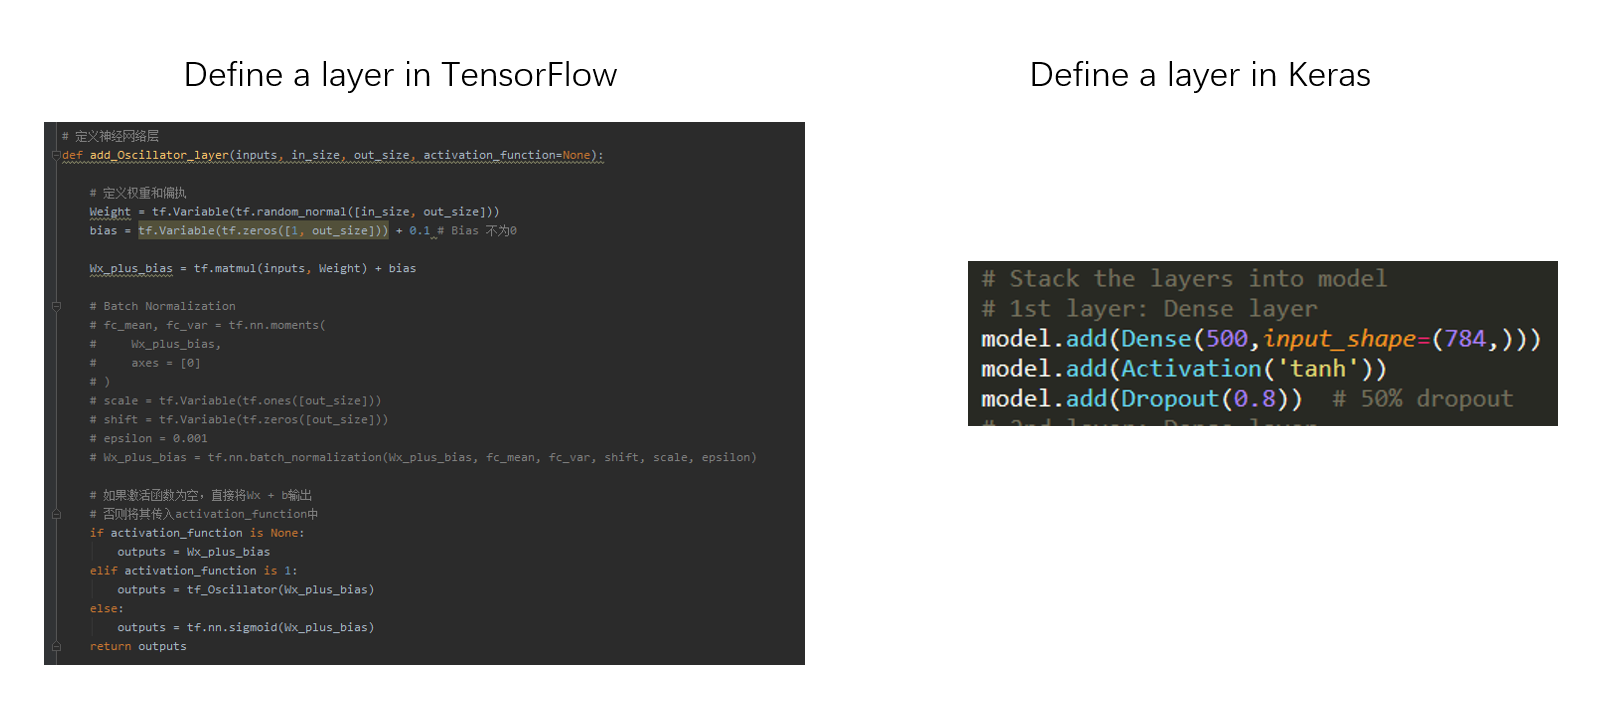 Define a layer in TensorFlow
Define a layer in Keras
# 定义神经网络层
def add_Oscillator_layer(inputs, in_size, out_size, activation_function=None):
# 定义权重和偏执
Weight = tf.Variable(tf.random_normal([in_size, out_size]))
bias = tf.Variable(tf.zeros([1, out_size])) + 0.1 # Bias 不为0
Wx_plus_bias = tf.matmul(inputs, Weight) + bias
# Batch Normalization
# fc_mean, fc_var = tf.nn.moments(
#     Wx_plus_bias,
#     axes = [0]
# )
# scale = tf.Variable(tf.ones([out_size]))
# shift = tf.Variable(tf.zeros([out_size]))
# epsilon = 0.001
# Wx_plus_bias = tf.nn.batch_normalization(Wx_plus_bias, fc_mean, fc_var, shift, scale, epsilon)
# 如果激活函数为空，直接将Wx + b输出
# 否则将其传入activation_function中
if activation_function is None:
outputs = Wx_plus_bias
elif activation_function is 1:
outputs = tf_Oscillator(Wx_plus_bias)
else:
outputs = tf.nn.sigmoid(Wx_plus_bias)
return outputs
# Stack the layers into model
# 1st layer: Dense layer
model.add(Dense(500,input_shape=(784,)))
model.add(Activation('tanh'))
model.add(Dropout(0.8))  # 50% dropout